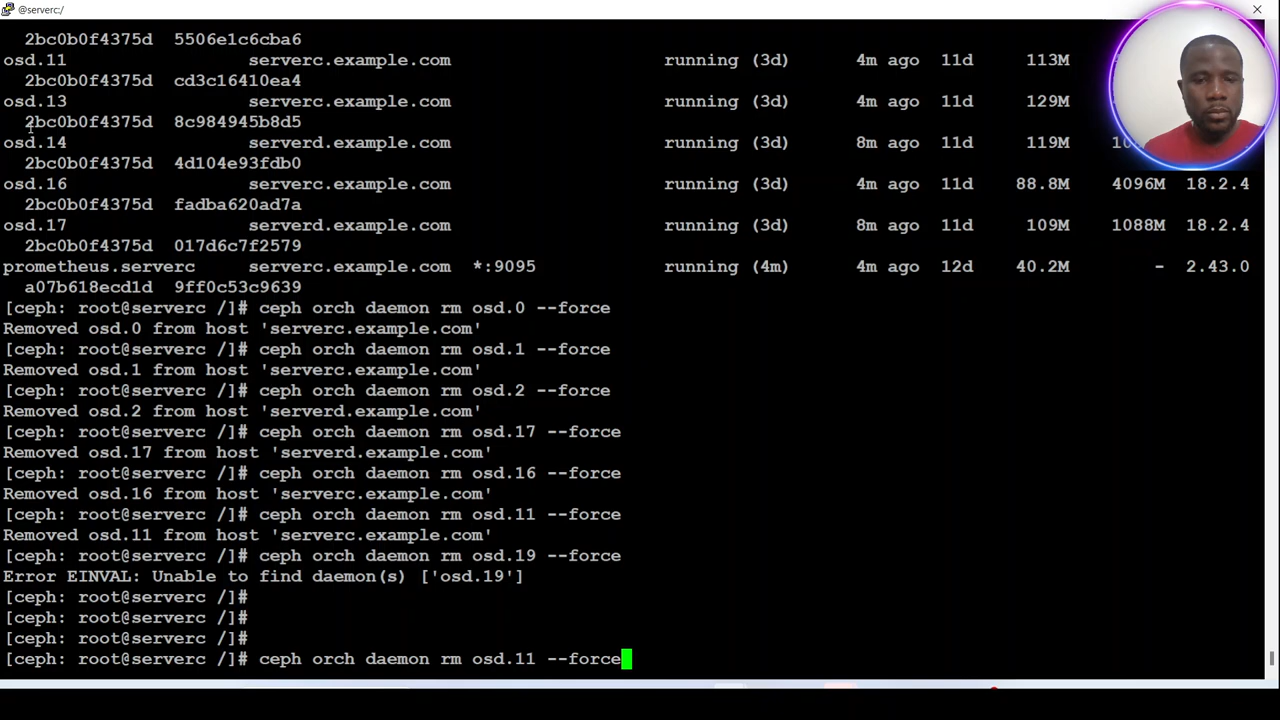 @serverc:/
2bc0b0f4375d 5506e1c6cba6
osd.11 serverc.example.com running (3d) 4m ago 11d 113M
2bc0b0f4375d cd3c16410ea4
osd.13 serverc.example.com running (3d) 4m ago 11d 129M
2bc0b0f4375d 8c984945b8d5
osd.14 serverd.example.com running (3d) 8m ago 11d 119M
2bc0b0f4375d 4d104e93fdb0
osd.16 serverc.example.com running (3d) 4m ago 11d 88.8M 4096M 18.2.4
2bc0b0f4375d fadba620ad7a
osd.17 serverd.example.com running (3d) 8m ago 11d 109M 1088M 18.2.4
2bc0b0f4375d 017d6c7f2579
prometheus.serverc serverc.example.com *:9095 running (4m) 4m ago 12d 40.2M - 2.43.0
a07b618ecd1d 9ff0c53c9639
[ceph: root@serverc /]# ceph orch daemon rm osd.0 --force
Removed osd.0 from host 'serverc.example.com'
[ceph: root@serverc /]# ceph orch daemon rm osd.1 --force
Removed osd.1 from host 'serverc.example.com'
[ceph: root@serverc /]# ceph orch daemon rm osd.2 --force
Removed osd.2 from host 'serverd.example.com'
[ceph: root@serverc /]# ceph orch daemon rm osd.17 --force
Removed osd.17 from host 'serverd.example.com'
[ceph: root@serverc /]# ceph orch daemon rm osd.16 --force
Removed osd.16 from host 'serverc.example.com'
[ceph: root@serverc /]# ceph orch daemon rm osd.11 --force
Removed osd.11 from host 'serverc.example.com'
[ceph: root@serverc /]# ceph orch daemon rm osd.19 --force
Error EINVAL: Unable to find daemon(s) ['osd.19']
[ceph: root@serverc /]#
[ceph: root@serverc /]#
[ceph: root@serverc /]#
[ceph: root@serverc /]# ceph orch daemon rm osd.11 --force